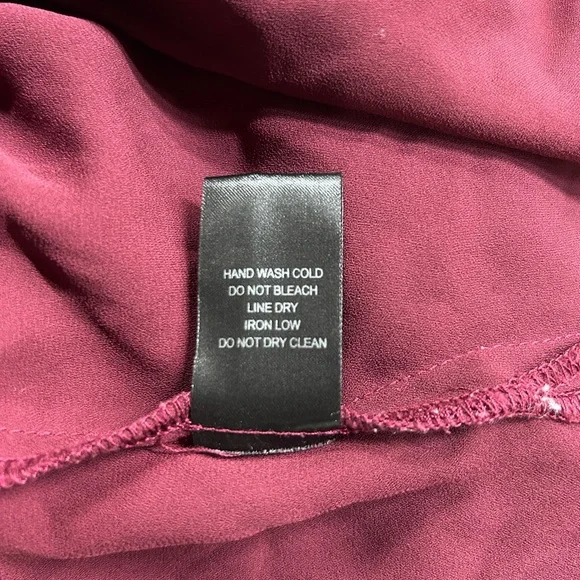 HAND WASH COLD
DO NOT BLEACH
LINE DRY
IRON LOW
DO NOT DRY CLEAN